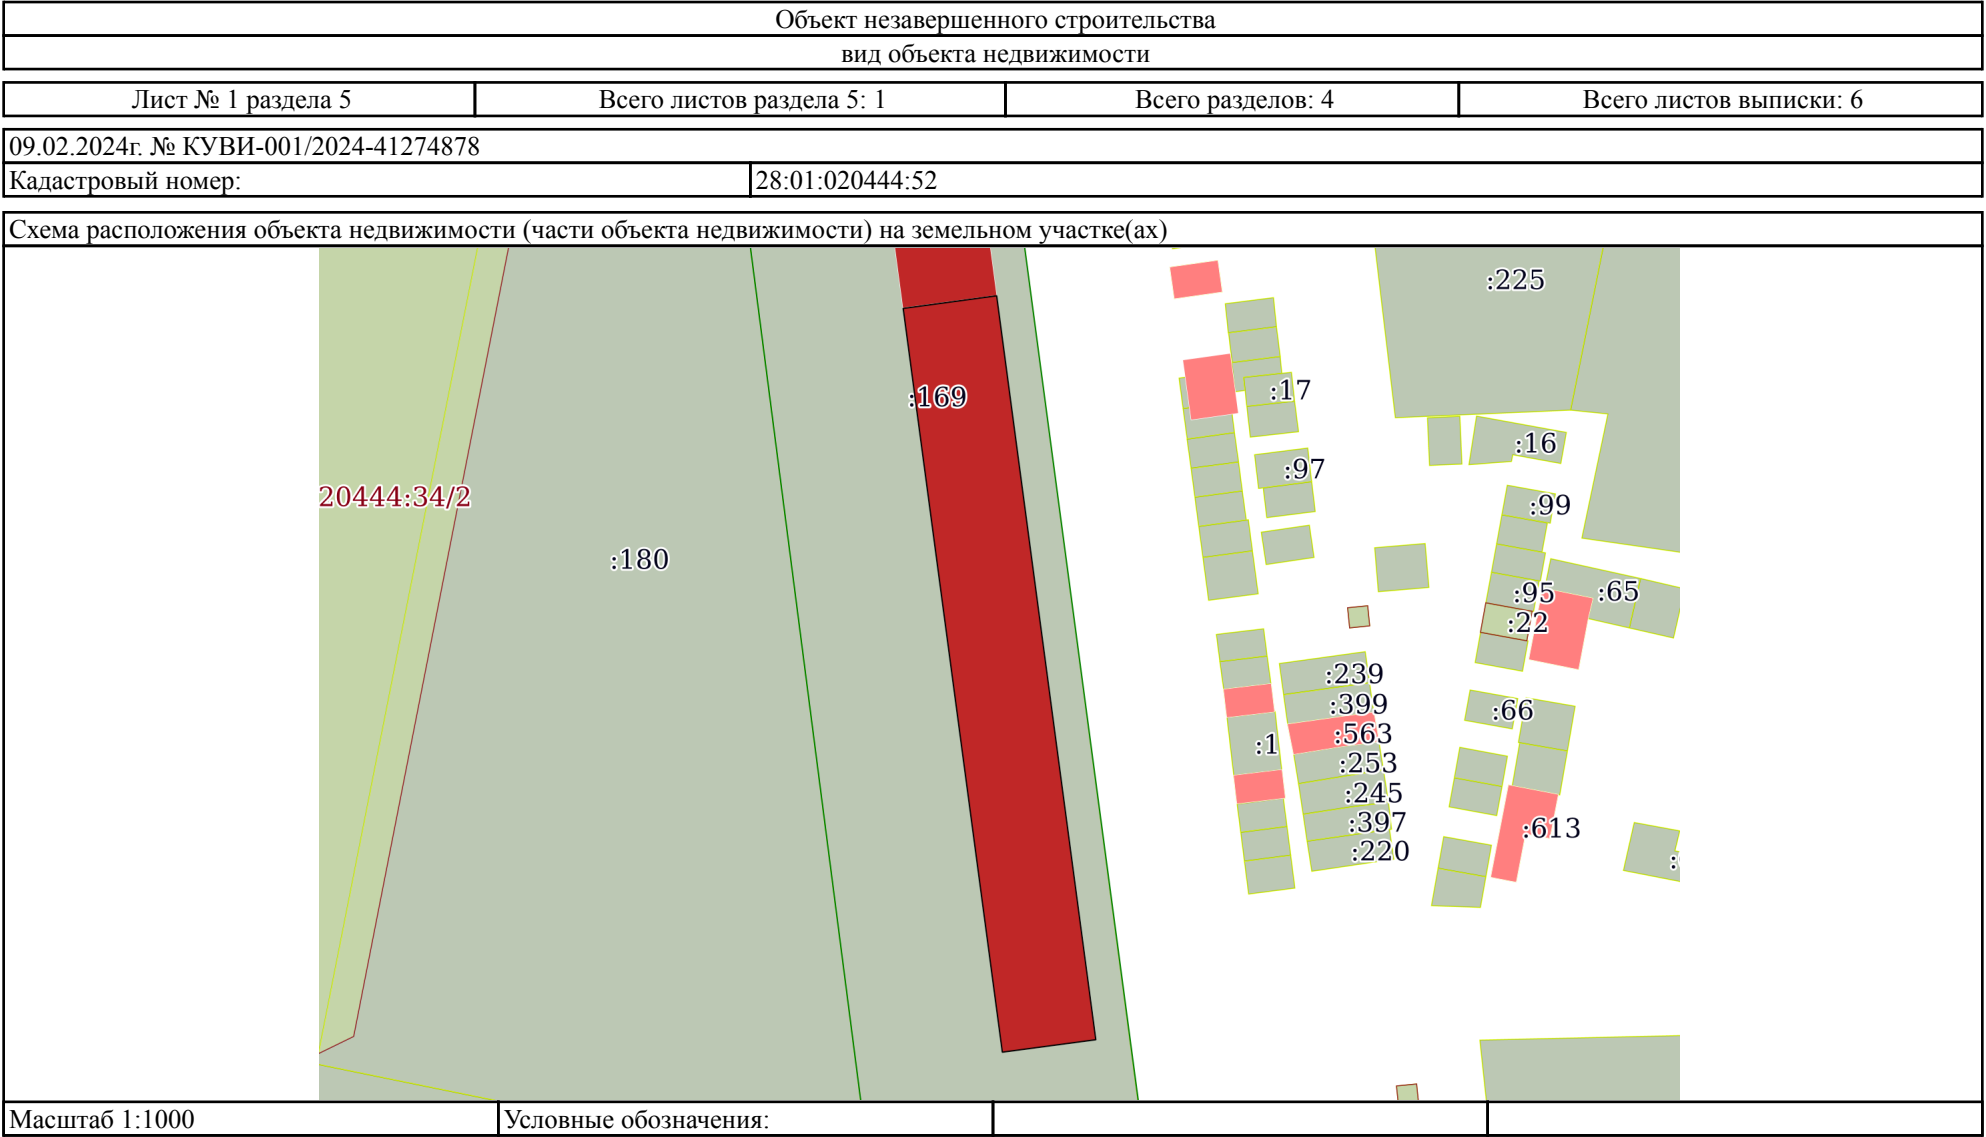 Объект незавершенного строительства
вид объекта недвижимости
Лист № 1 раздела 5
Всего листов раздела 5: 1
Всего разделов: 4
Всего листов выписки: 6
09.02.2024г. № КУВИ-001/2024-41274878
Кадастровый номер:
28:01:020444:52
Схема расположения объекта недвижимости (части объекта недвижимости) на земельном участке(ах)
:225
:17
:169
:16
:97
20444:34/2
:99
:180
:95
:65
:22
:239
:399
:66
:563
:1
:253
:245
:397
:613
:220
:
Масштаб 1:1000
Условные обозначения: